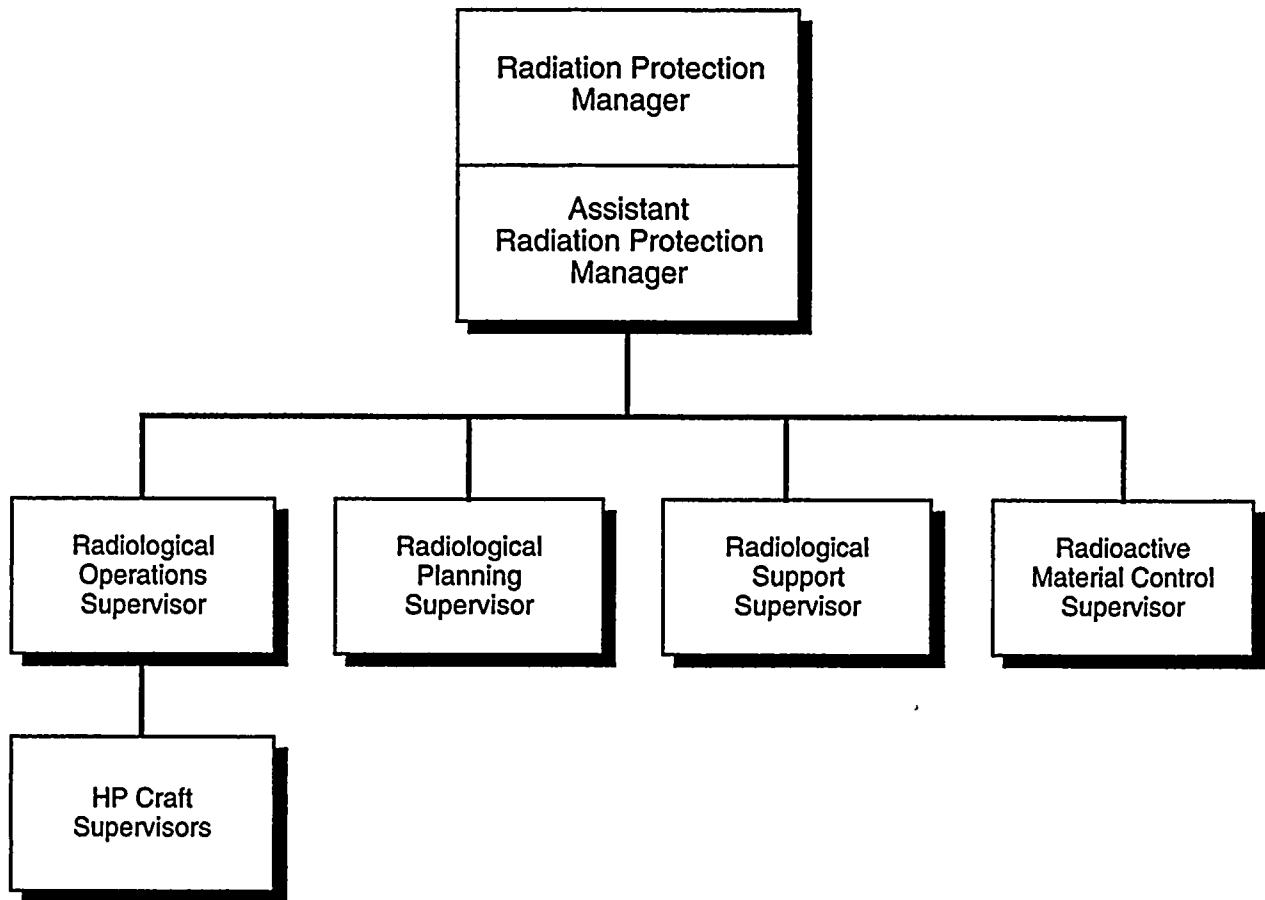 Radiation Protection
Manager
Assistant
Radiation Protection
Manager
Radiological
Operations
Supervisor
Radiological
Planning
Supervisor
Radiological
Support
Supervisor
Radioactive
Material Control
Supervisor
HP Craft
Supervisors